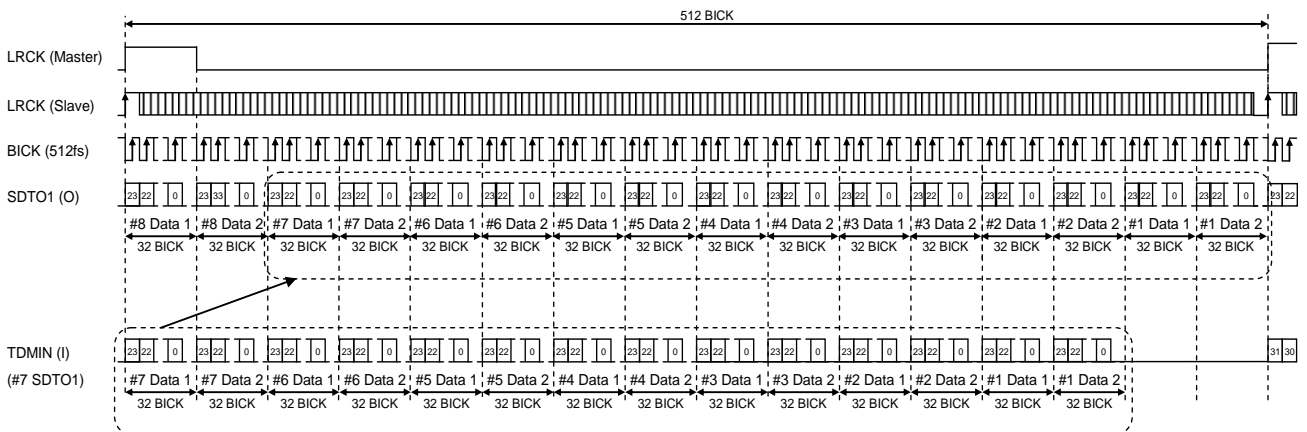 512 BICK
LRCK (Master)
LRCK (Slave)
BICK (512fs)
SDTO1 (O)
23 22 0 23 33 0 23 22 0 23 22 0 23 22 0 23 22 0 23 22 0 23 22 0 23 22 0 23 22 0 23 22 0 23 22 0 23 22 0 23 22 0 23 22 0 23 22 0 23 22
#8 Data 1 #8 Data 2 #7 Data 1 #7 Data 2 #6 Data 1 #6 Data 2 #5 Data 1 #5 Data 2 #4 Data 1 #4 Data 2 #3 Data 1 #3 Data 2 #2 Data 1 #2 Data 2 #1 Data 1 #1 Data 2
32 BICK 32 BICK 32 BICK 32 BICK 32 BICK 32 BICK 32 BICK 32 BICK 32 BICK 32 BICK 32 BICK 32 BICK 32 BICK 32 BICK 32 BICK 32 BICK
TDMIN (I)
23 22 0 23 22 0 23 22 0 23 22 0 23 22 0 23 22 0 23 22 0 23 22 0 23 22 0 23 22 0 23 22 0 23 22 0 23 22 0 23 22 0 31 30
(#7 SDTO1)
#7 Data 1 #7 Data 2 #6 Data 1 #6 Data 2 #5 Data 1 #5 Data 2 #4 Data 1 #4 Data 2 #3 Data 1 #3 Data 2 #2 Data 1 #2 Data 2 #1 Data 1 #1 Data 2
32 BICK 32 BICK 32 BICK 32 BICK 32 BICK 32 BICK 32 BICK 32 BICK 32 BICK 32 BICK 32 BICK 32 BICK 32 BICK 32 BICK